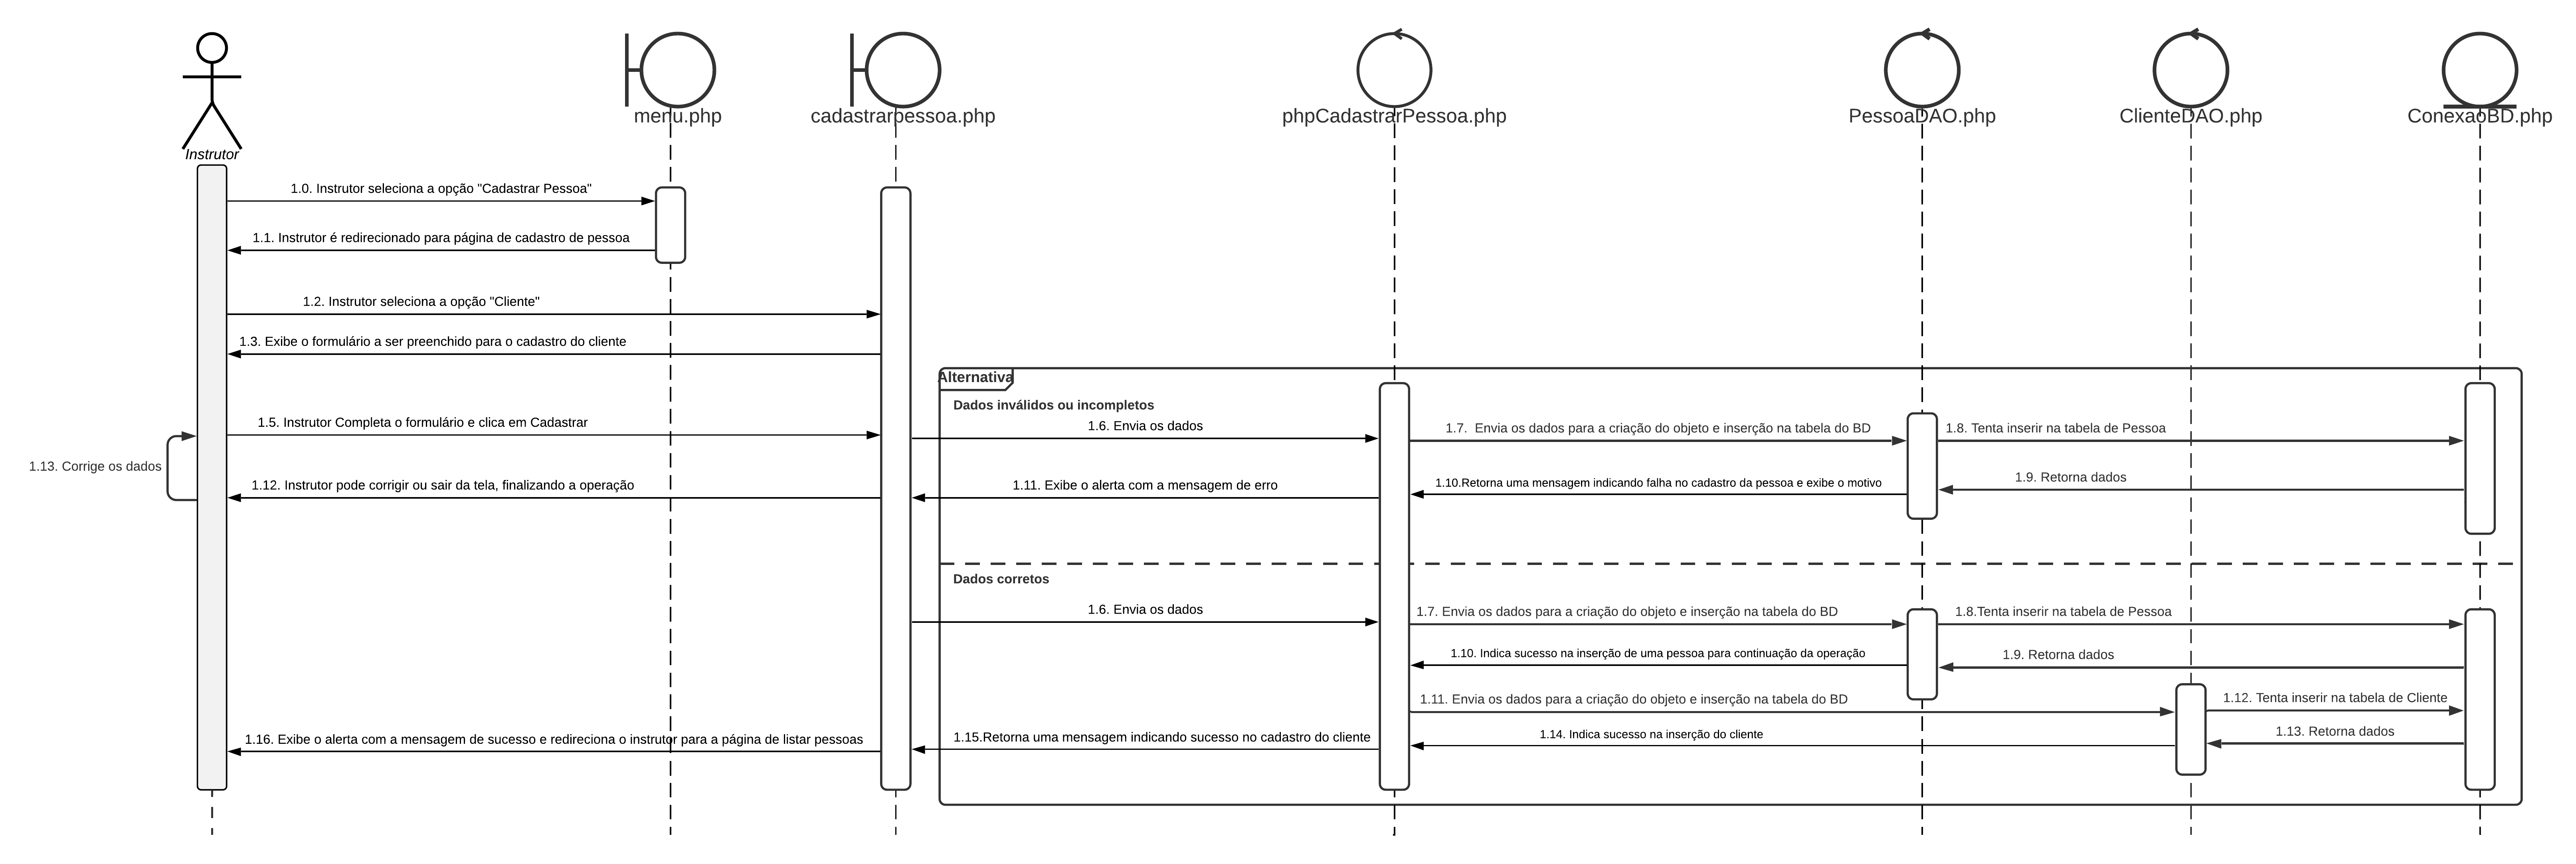 menu.php
cadastrarpessoa.php
phpCadastrarPessoa.php
PessoaDAO.php
ClienteDAO.php
ConexaoBD.php
Instrutor
1.0. Instrutor seleciona a opção "Cadastrar Pessoa"
1.1. Instrutor é redirecionado para página de cadastro de pessoa
1.2. Instrutor seleciona a opção "Cliente"
1.3. Exibe o formulário a ser preenchido para o cadastro do cliente
Alternativa
Dados inválidos ou incompletos
1.5. Instrutor Completa o formulário e clica em Cadastrar
1.6. Envia os dados
1.7. Envia os dados para a criação do objeto e inserção na tabela do BD
1.8. Tenta inserir na tabela de Pessoa
1.13. Corrige os dados
1.9. Retorna dados
1.10.Retorna uma mensagem indicando falha no cadastro da pessoa e exibe o motivo
1.11. Exibe o alerta com a mensagem de erro
1.12. Instrutor pode corrigir ou sair da tela, finalizando a operação
Dados corretos
1.6. Envia os dados
1.7. Envia os dados para a criação do objeto e inserção na tabela do BD
1.8.Tenta inserir na tabela de Pessoa
1.10. Indica sucesso na inserção de uma pessoa para continuação da operação
1.9. Retorna dados
1.11. Envia os dados para a criação do objeto e inserção na tabela do BD
1.12. Tenta inserir na tabela de Cliente
1.16. Exibe o alerta com a mensagem de sucesso e redireciona o instrutor para a página de listar pessoas
1.15.Retorna uma mensagem indicando sucesso no cadastro do cliente
1.14. Indica sucesso na inserção do cliente
1.13. Retorna dados